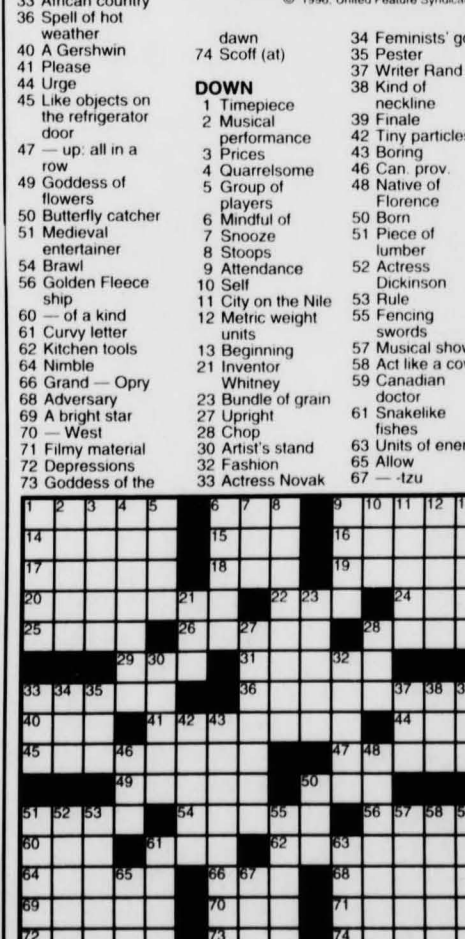 33 African country
36 Spell of hot
weather
40 A Gershwin
41 Please
44 Urge
45 Like objects on
the refrigerator
door
47 — up: all in a
row
49 Goddess of
flowers
50 Butterfly catcher
51 Medieval
entertainer
54 Brawl
56 Golden Fleece
ship
60 — of a kind
61 Curvy letter
62 Kitchen tools
64 Nimble
66 Grand — Opry
68 Adversary
69 A bright star
70 — West
71 Filmy material
72 Depressions
73 Goddess of the
© 1996, United Feature Syndic
dawn
74 Scoff (at)
DOWN
1 Timepiece
2 Musical
performance
3 Prices
4 Quarrelsome
5 Group of
players
6 Mindful of
7 Snooze
8 Stoops
9 Attendance
10 Self
11 City on the Nile
12 Metric weight
units
13 Beginning
21 Inventor
Whitney
23 Bundle of grain
27 Upright
28 Chop
30 Artist's stand
32 Fashion
33 Actress Novak
34 Feminists' g
35 Pester
37 Writer Rand
38 Kind of
neckline
39 Finale
42 Tiny particles
43 Boring
46 Can. prov.
48 Native of
Florence
50 Born
51 Piece of
lumber
52 Actress
Dickinson
53 Rule
55 Fencing
swords
57 Musical show
58 Act like a cow
59 Canadian
doctor
61 Snakelike
fishes
63 Units of ener
65 Allow
67 — -tzu
1 2 3 4 5 6 7 8 9 10 11 12 1
14 15 16
17 18 19
20 21 22 23 24
25 26 27 28
29 30 31 32
33 34 35 36 37 38 3
40 41 42 43 44
45 46 47 48
49 50
51 52 53 54 55 56 57 58 5
60 61 62 63
64 65 66 67 68
69 70 71
72 73 74